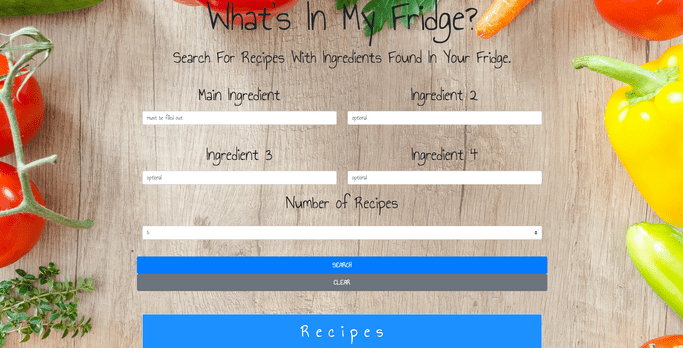 What's In My Fridge?
Search For Recipes With Ingredients Found In Your Fridge.
Main Ingredient
Ingredient 2
must be filled out
optional
Ingredient 3
Ingredient 4
optional
optional
Number of Recipes
5
SEARCH
CLEAR
Recipes